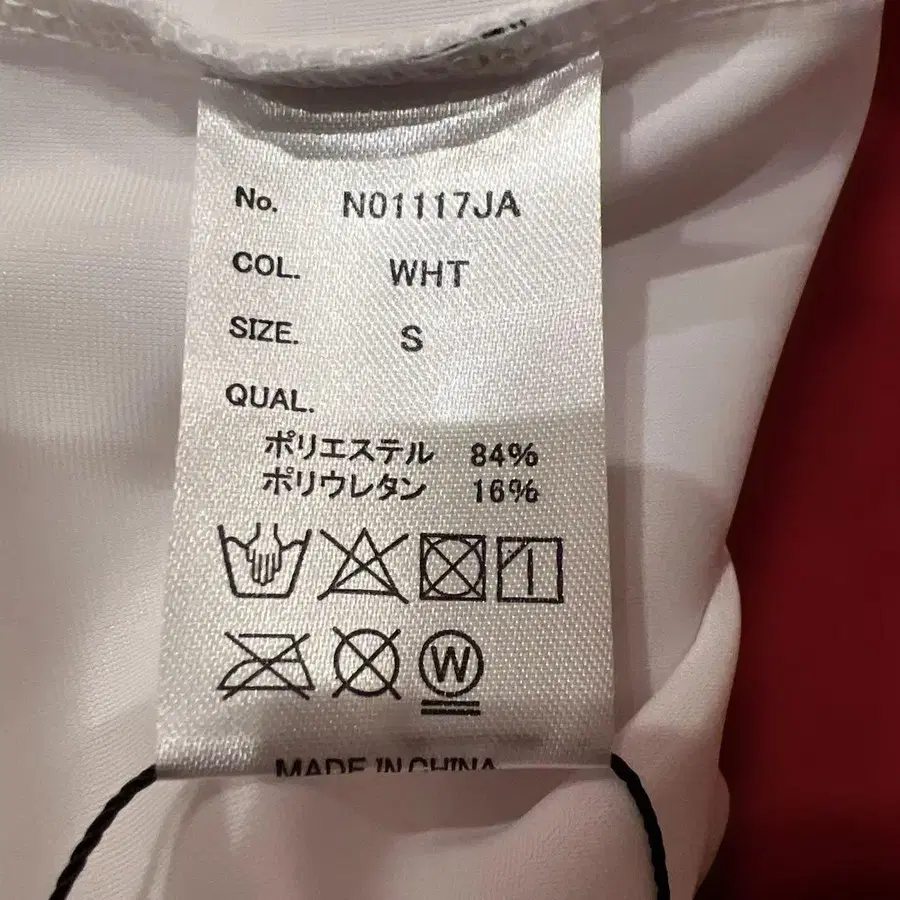 No. N01117JA
COL. WHT
SIZE. S
QUAL.
ポリエステル 84%
ポリウレタン 16%
W
MADE IN CHINA